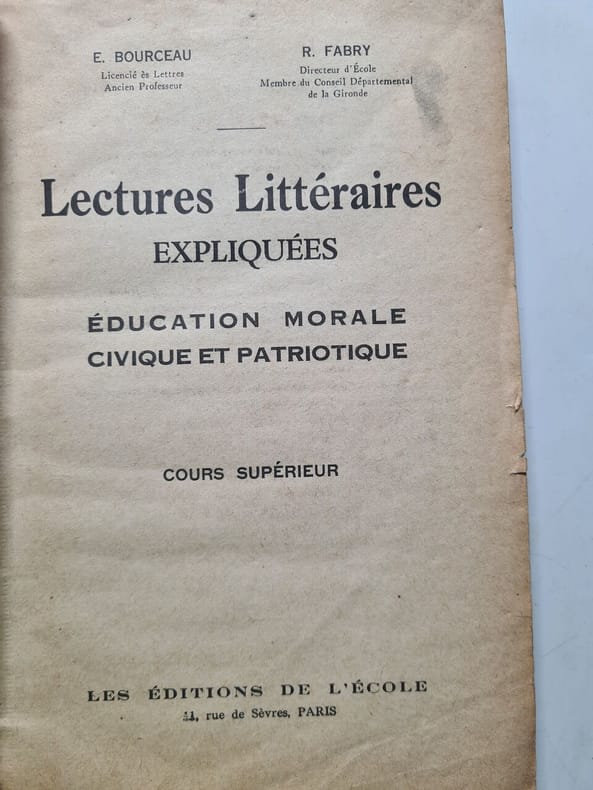 E. BOURCEAU
Licencié ès Lettres
Ancien Professeur
R. FABRY
Directeur d'École
Membre du Conseil Départemental
de la Gironde
Lectures Littéraires
EXPLIQUÉES
ÉDUCATION MORALE
CIVIQUE ET PATRIOTIQUE
COURS SUPÉRIEUR
LES ÉDITIONS DE L'ÉCOLE
rue de Sèvres, PARIS